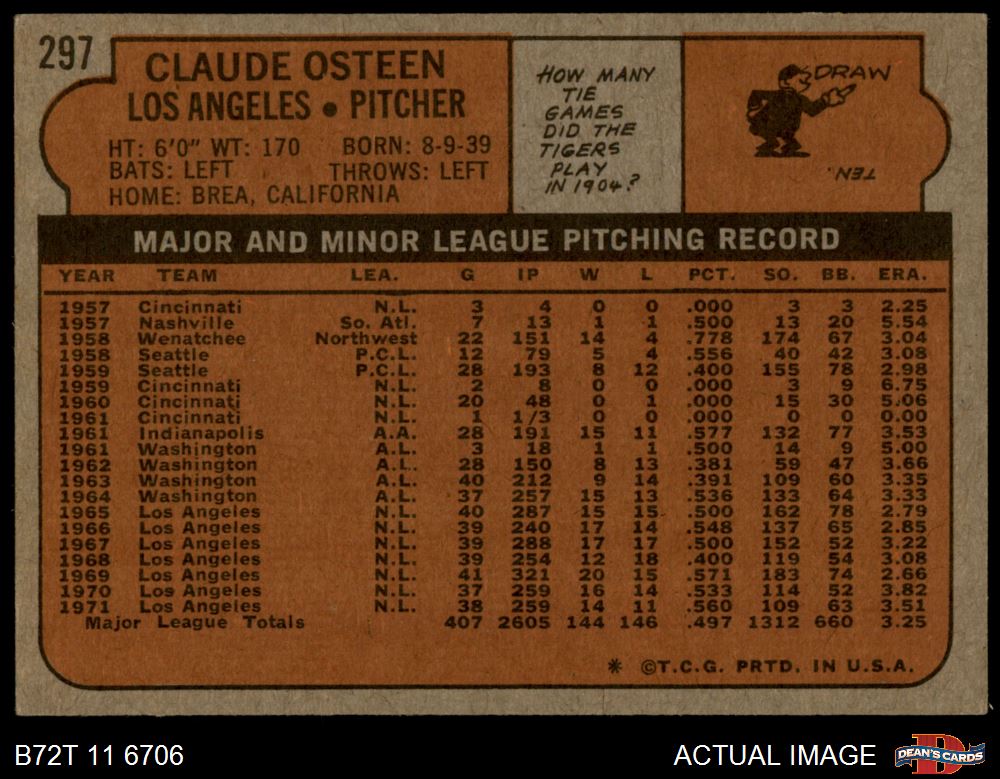 297
CLAUDE OSTEEN
LOS ANGELES • PITCHER
HT: 6'0" WT: 170 BORN: 8-9-39
BATS: LEFT THROWS: LEFT
HOME: BREA, CALIFORNIA
HOW MANY
TIE
GAMES
DID THE
TIGERS
PLAY
IN 1904?
DRAW
TEN.
MAJOR AND MINOR LEAGUE PITCHING RECORD
YEAR TEAM LEA. G IP W L PCT. SO. BB. ERA.
1957 Cincinnati N.L. 3 4 0 0 .000 3 3 2.25
1957 Nashville So. Atl. 7 13 1 1 .500 13 20 5.54
1958 Wenatchee Northwest 22 151 14 4 .778 174 67 3.04
1958 Seattle P.C.L. 12 79 5 4 .556 40 42 3.08
1959 Seattle P.C.L. 28 193 8 12 .400 155 78 2.98
1959 Cincinnati N.L. 2 8 0 0 .000 3 9 6.75
1960 Cincinnati N.L. 20 48 0 1 .000 15 30 5.06
1961 Cincinnati N.L. 1 1/3 0 0 .000 0 0 0.00
1961 Indianapolis A.A. 28 191 15 11 .577 132 77 3.53
1961 Washington A.L. 3 18 1 1 .500 14 9 5.00
1962 Washington A.L. 28 150 8 13 .381 59 47 3.66
1963 Washington A.L. 40 212 9 14 .391 109 60 3.35
1964 Washington A.L. 37 257 15 13 .536 133 64 3.33
1965 Los Angeles N.L. 40 287 15 15 .500 162 78 2.79
1966 Los Angeles N.L. 39 240 17 14 .548 137 65 2.85
1967 Los Angeles N.L. 39 288 17 17 .500 152 52 3.22
1968 Los Angeles N.L. 39 254 12 18 .400 119 54 3.08
1969 Los Angeles N.L. 41 321 20 15 .571 183 74 2.66
1970 Los Angeles N.L. 37 259 16 14 .533 114 52 3.82
1971 Los Angeles N.L. 38 259 14 11 .560 109 63 3.51
Major League Totals 407 2605 144 146 .497 1312 660 3.25
* ©T.C.G. PRTD. IN U.S.A.
B72T 11 6706
ACTUAL IMAGE
DEAN'S CARDS